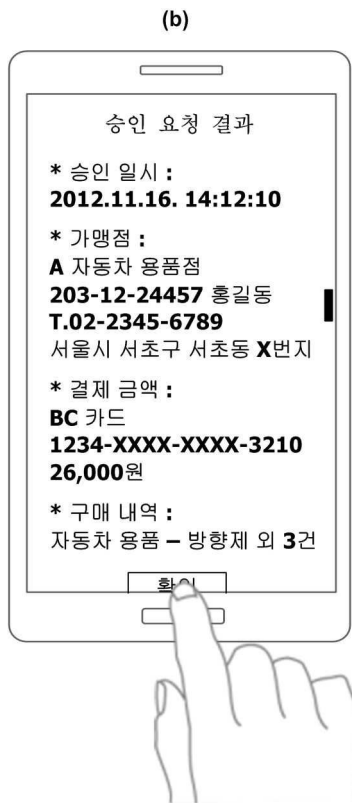 (b)
승인 요청 결과
* 승인 일시 :
2012.11.16. 14:12:10
* 가맹점 :
A 자동차 용품점
203-12-24457 홍길동
T.02-2345-6789
서울시 서초구 서초동 X번지
* 결제 금액 :
BC 카드
1234-XXXX-XXXX-3210
26,000원
* 구매 내역 :
자동차 용품 – 방향제 외 3건
확인